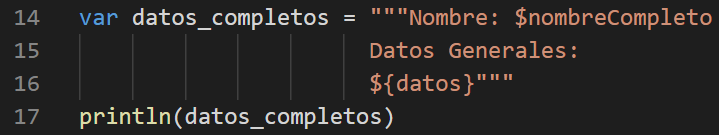 14 var datos_completos = """Nombre: $nombreCompleto
15 Datos Generales:
16 ${datos}"""
17 println(datos_completos)